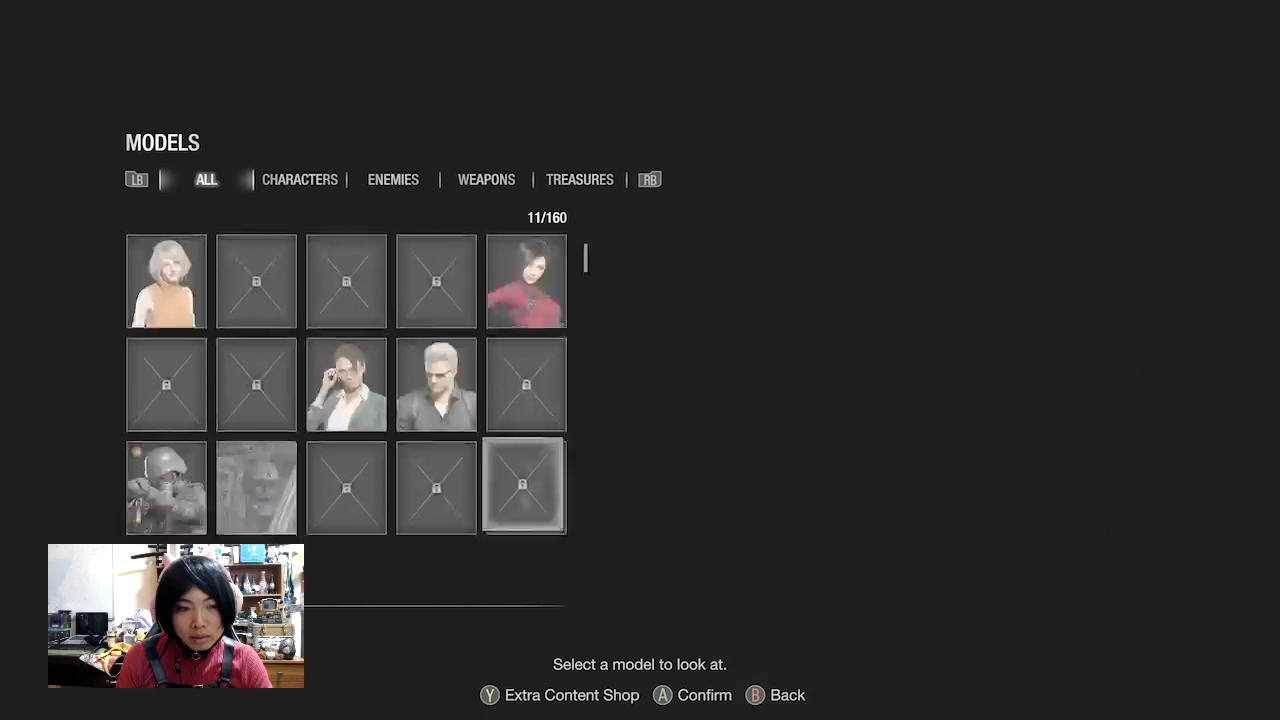 MODELS
LB ALL CHARACTERS ENEMIES WEAPONS TREASURES RB
11/160
Select a model to look at.
Y Extra Content Shop A Confirm B Back